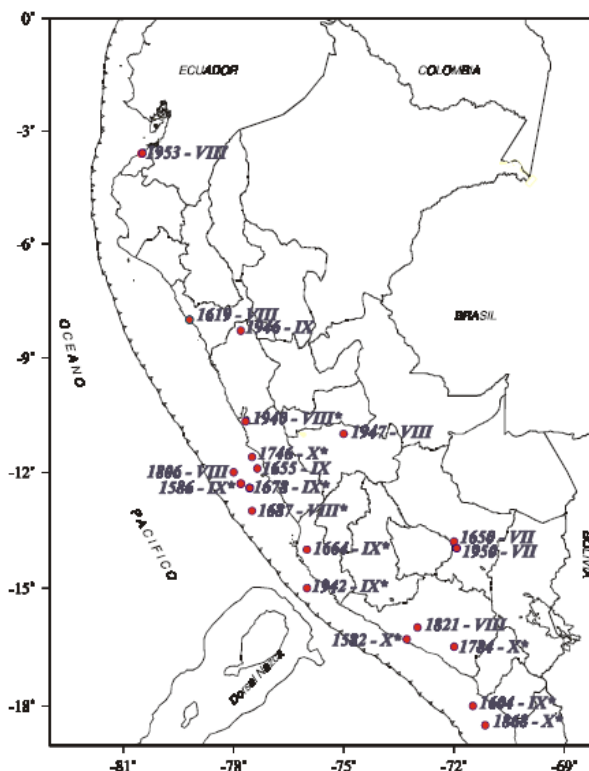 0°
ECUADOR
COLOMBIA
-3°
1953 - VIII
-6°
1619 - VIII
1946 - IX
BRASIL
OCEANO
-9°
1940 - VIII*
1947 - VIII
1746 - X*
1806 - VIII
1655 - IX
-12°
1586 - IX*
1678 - IX*
1687 - VIII*
PACIFICO
1650 - VII
1950 - VII
1664 - IX*
-15°
1942 - IX*
1821 - VIII
1582 - X*
1784 - X*
Dorsal Nazca
-18°
1604 - IX*
1868 - X*
-81°
-78°
-75°
-72°
-69°